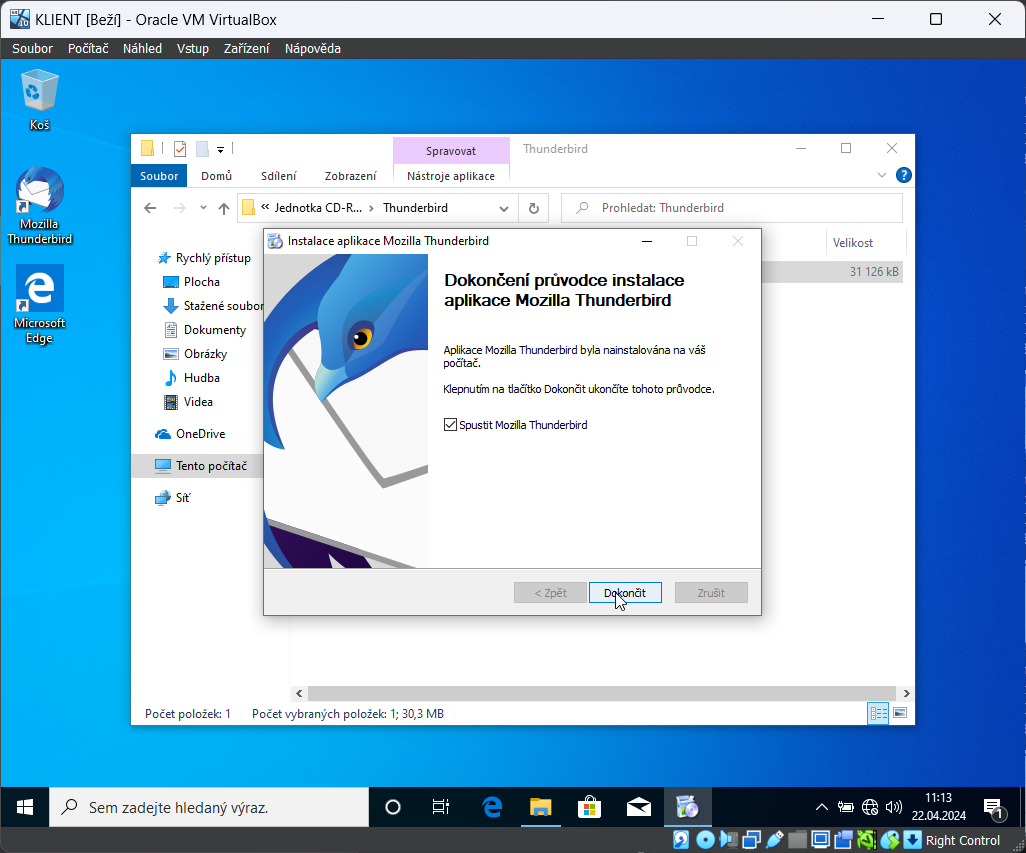 KLIENT [Beží] - Oracle VM VirtualBox
Soubor Počítač Náhled Vstup Zařízení Nápověda
Koš
Mozilla
Thunderbird
Microsoft
Edge
Spravovat
Thunderbird
Soubor Domů Sdílení Zobrazení Nástroje aplikace
« Jednotka CD-R... › Thunderbird
Prohledat: Thunderbird
Velikost
31 126 kB
Rychlý přístup
Plocha
Stažené soubor
Dokumenty
Obrázky
Hudba
Videa
OneDrive
Tento počítač
Síť
Instalace aplikace Mozilla Thunderbird
Dokončení průvodce instalace
aplikace Mozilla Thunderbird
Aplikace Mozilla Thunderbird byla nainstalována na váš
počítač.
Klepnutím na tlačítko Dokončit ukončíte tohoto průvodce.
Spustit Mozilla Thunderbird
< Zpět Dokončit Zrušit
Počet položek: 1 Počet vybraných položek: 1; 30,3 MB
Sem zadejte hledaný výraz.
11:13
22.04.2024
1
Right Control